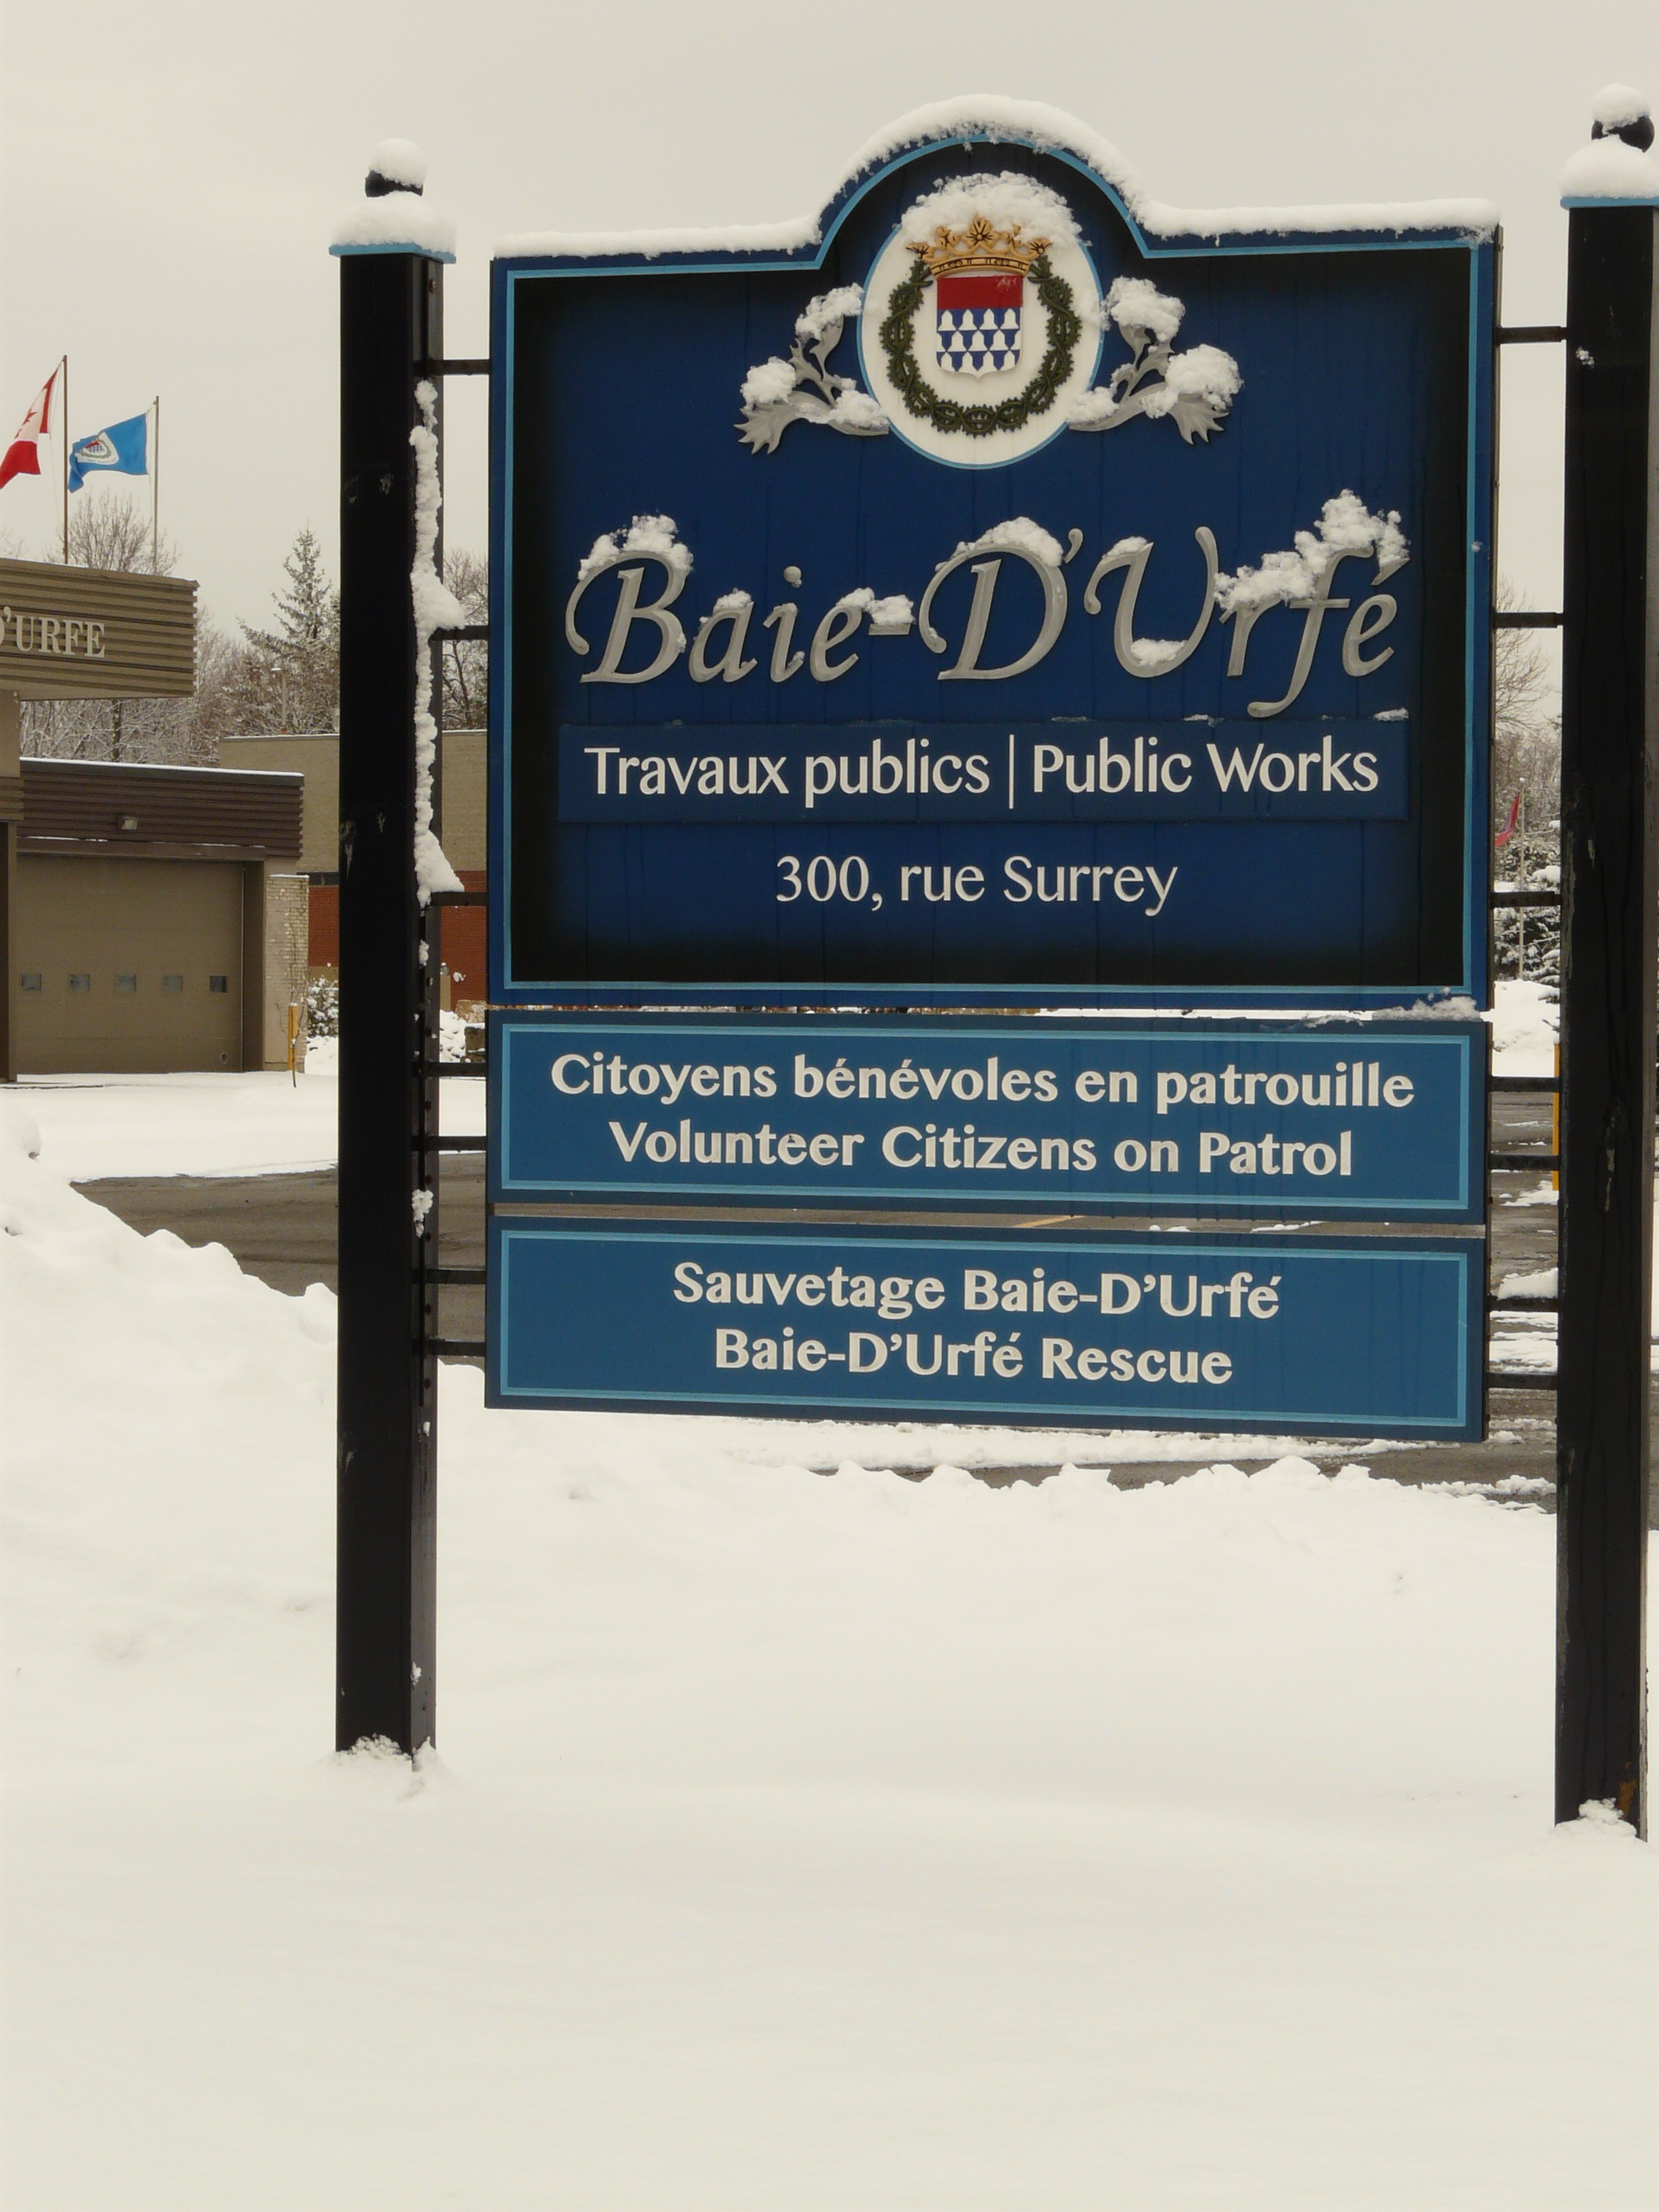 Baie-D'Urfé
Travaux publics | Public Works
300, rue Surrey
Citoyens bénévoles en patrouille
Volunteer Citizens on Patrol
Sauvetage Baie-D'Urfé
Baie-D'Urfé Rescue
D'URFE